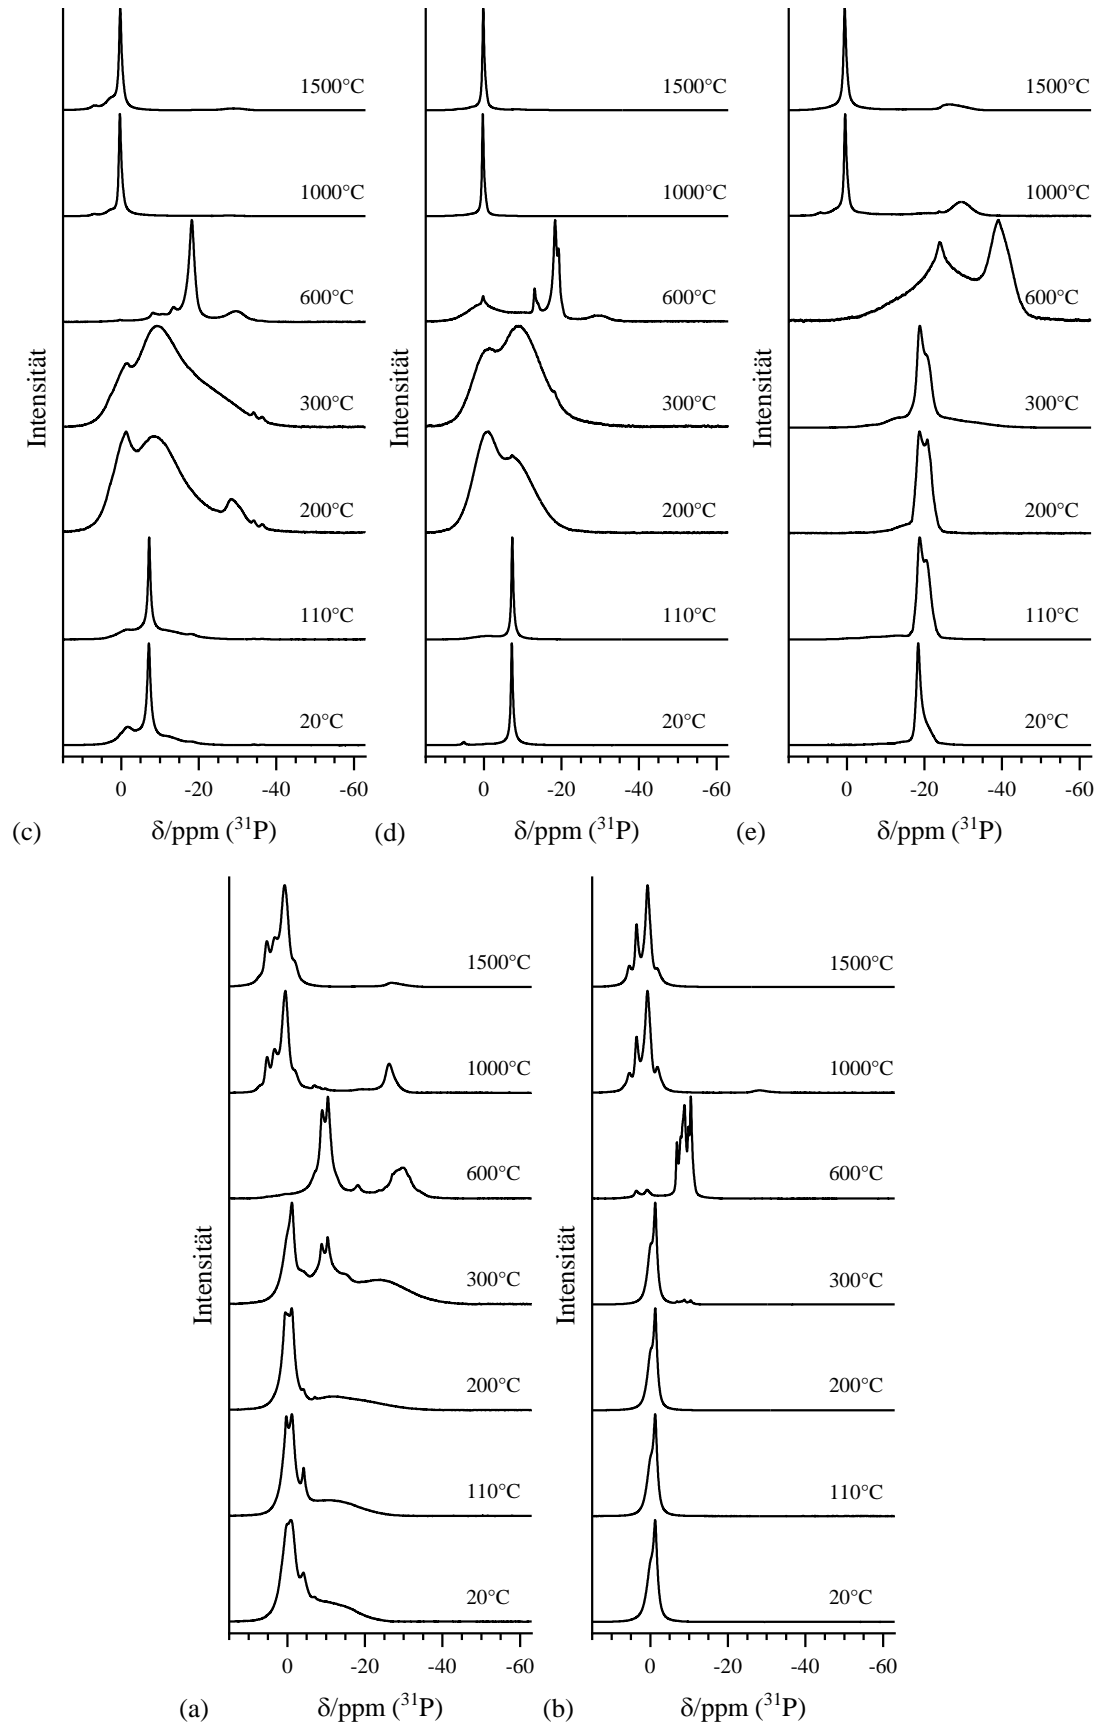 1500°C
1500°C
1500°C
1000°C
1000°C
1000°C
600°C
600°C
600°C
300°C
300°C
300°C
Intensität
Intensität
Intensität
200°C
200°C
200°C
110°C
110°C
110°C
20°C
20°C
20°C
0 -20 -40 -60
0 -20 -40 -60
0 -20 -40 -60
(c) δ/ppm (³¹P)
(d) δ/ppm (³¹P)
(e) δ/ppm (³¹P)
1500°C
1500°C
1000°C
1000°C
600°C
600°C
300°C
300°C
Intensität
Intensität
200°C
200°C
110°C
110°C
20°C
20°C
0 -20 -40 -60
0 -20 -40 -60
(a) δ/ppm (³¹P)
(b) δ/ppm (³¹P)